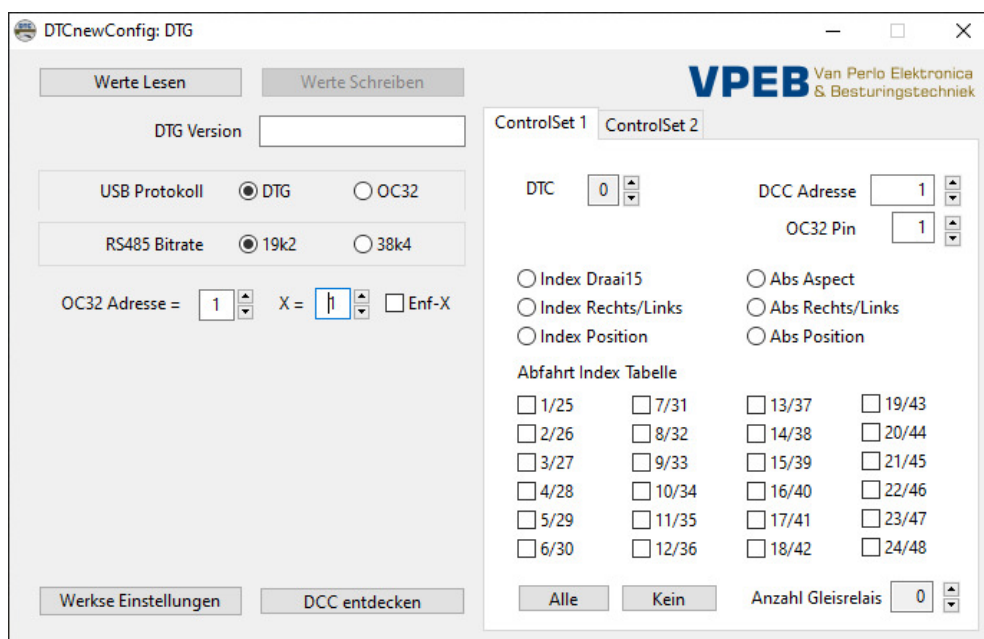 DTCnewConfig: DTG
Werte Lesen Werte Schreiben
VPEB Van Perlo Elektronica & Besturingstechniek
DTG Version
USB Protokoll DTG OC32
RS485 Bitrate 19k2 38k4
OC32 Adresse = 1 X = 1 Enf-X
Werkse Einstellungen DCC entdecken
ControlSet 1 ControlSet 2
DTC 0 DCC Adresse 1
OC32 Pin 1
Index Draai15 Abs Aspect
Index Rechts/Links Abs Rechts/Links
Index Position Abs Position
Abfahrt Index Tabelle
1/25 7/31 13/37 19/43
2/26 8/32 14/38 20/44
3/27 9/33 15/39 21/45
4/28 10/34 16/40 22/46
5/29 11/35 17/41 23/47
6/30 12/36 18/42 24/48
Alle Kein Anzahl Gleisrelais 0